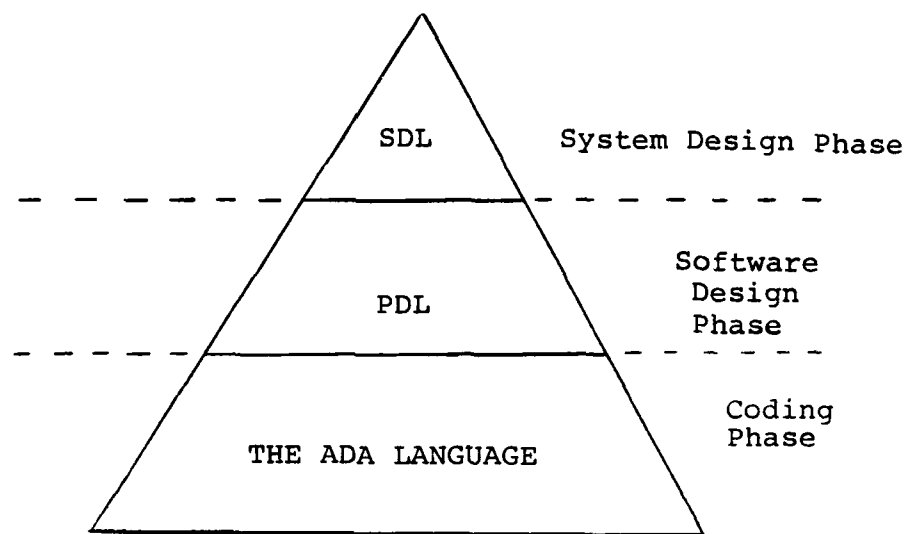 SDL
System Design Phase
PDL
Software
Design
Phase
THE ADA LANGUAGE
Coding
Phase